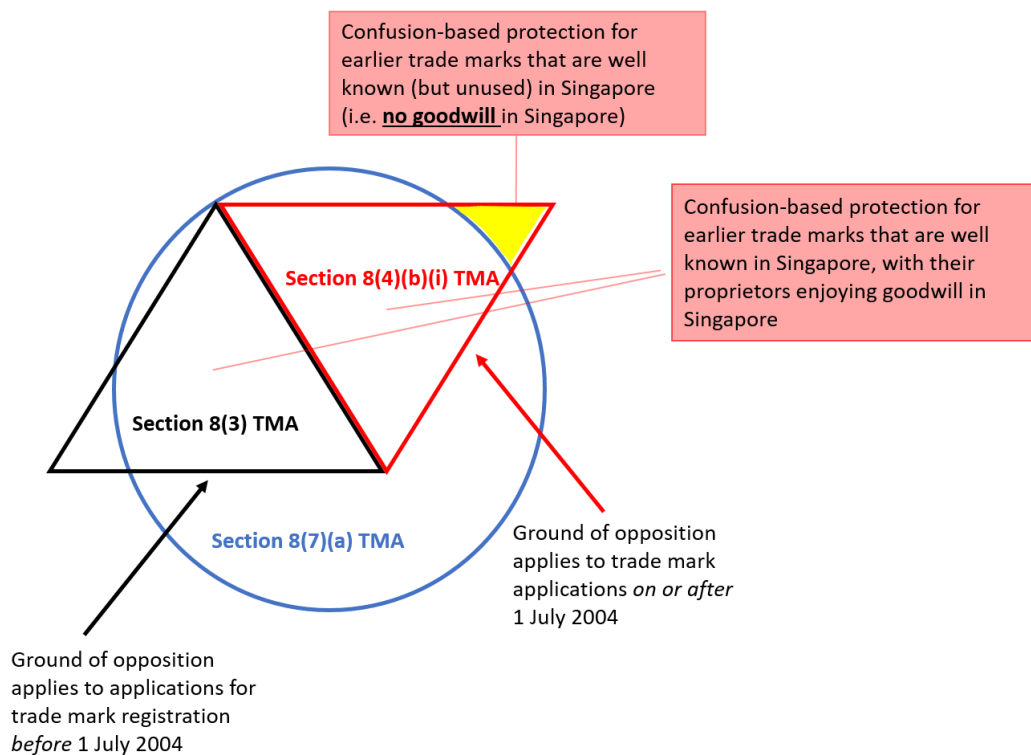 Confusion-based protection for
earlier trade marks that are well
known (but unused) in Singapore
(i.e. no goodwill in Singapore)
Confusion-based protection for
earlier trade marks that are well
known in Singapore, with their
proprietors enjoying goodwill in
Singapore
Section 8(4)(b)(i) TMA
Section 8(3) TMA
Section 8(7)(a) TMA
Ground of opposition
applies to trade mark
applications on or after
1 July 2004
Ground of opposition
applies to applications for
trade mark registration
before 1 July 2004